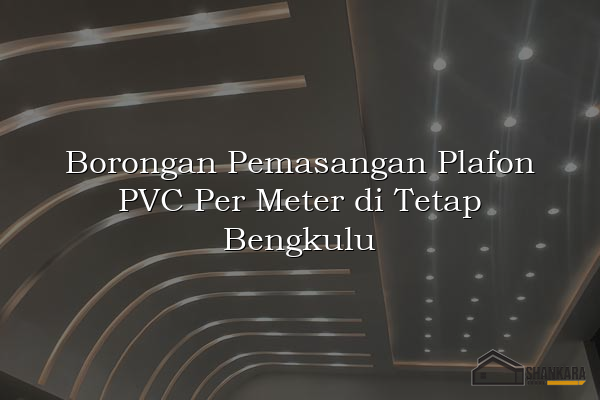 Borongan Pemasangan Plafon
PVC Per Meter di Tetap
Bengkulu
SHANKARA